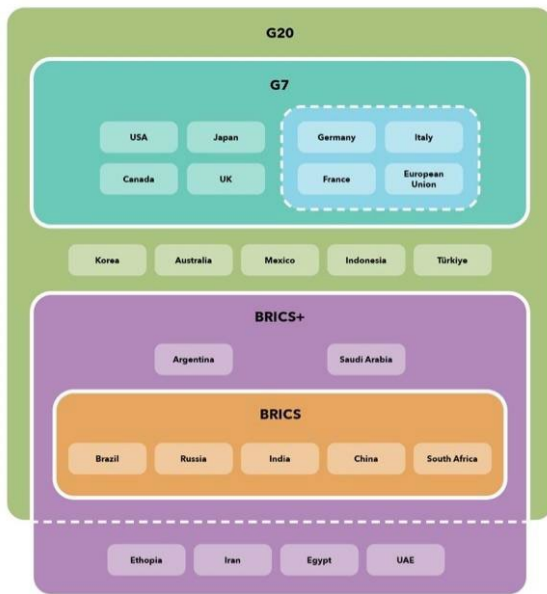 G20
G7
USA
Japan
Germany
Italy
Canada
UK
France
European
Union
Korea
Australia
Mexico
Indonesia
Türkiye
BRICS+
Argentina
Saudi Arabia
BRICS
Brazil
Russia
India
China
South Africa
Ethopia
Iran
Egypt
UAE